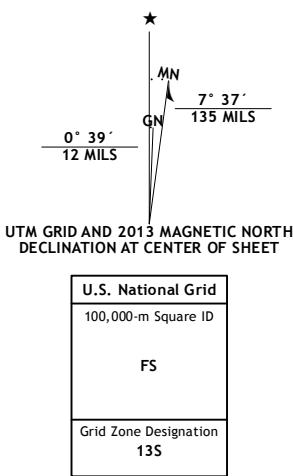 ★
MN
7° 37´
135 MILS
GN
0° 39´
12 MILS
UTM GRID AND 2013 MAGNETIC NORTH
DECLINATION AT CENTER OF SHEET
U.S. National Grid
100,000-m Square ID
FS
Grid Zone Designation
13S